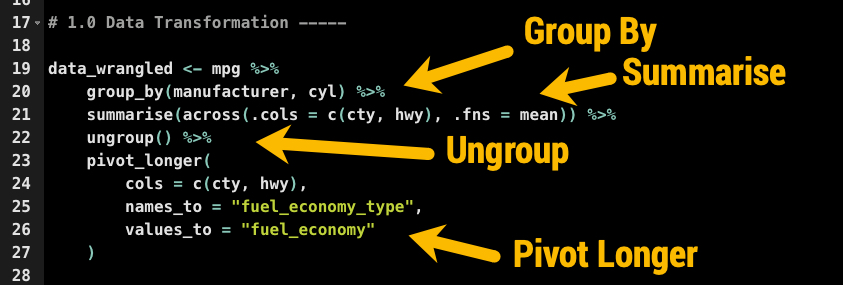 16
17 # 1.0 Data Transformation -----
18
19 data_wrangled <- mpg %>%
20 group_by(manufacturer, cyl) %>%
21 summarise(across(.cols = c(cty, hwy), .fns = mean)) %>%
22 ungroup() %>%
23 pivot_longer(
24 cols = c(cty, hwy),
25 names_to = "fuel_economy_type",
26 values_to = "fuel_economy"
27 )
28
Group By
Summarise
Ungroup
Pivot Longer